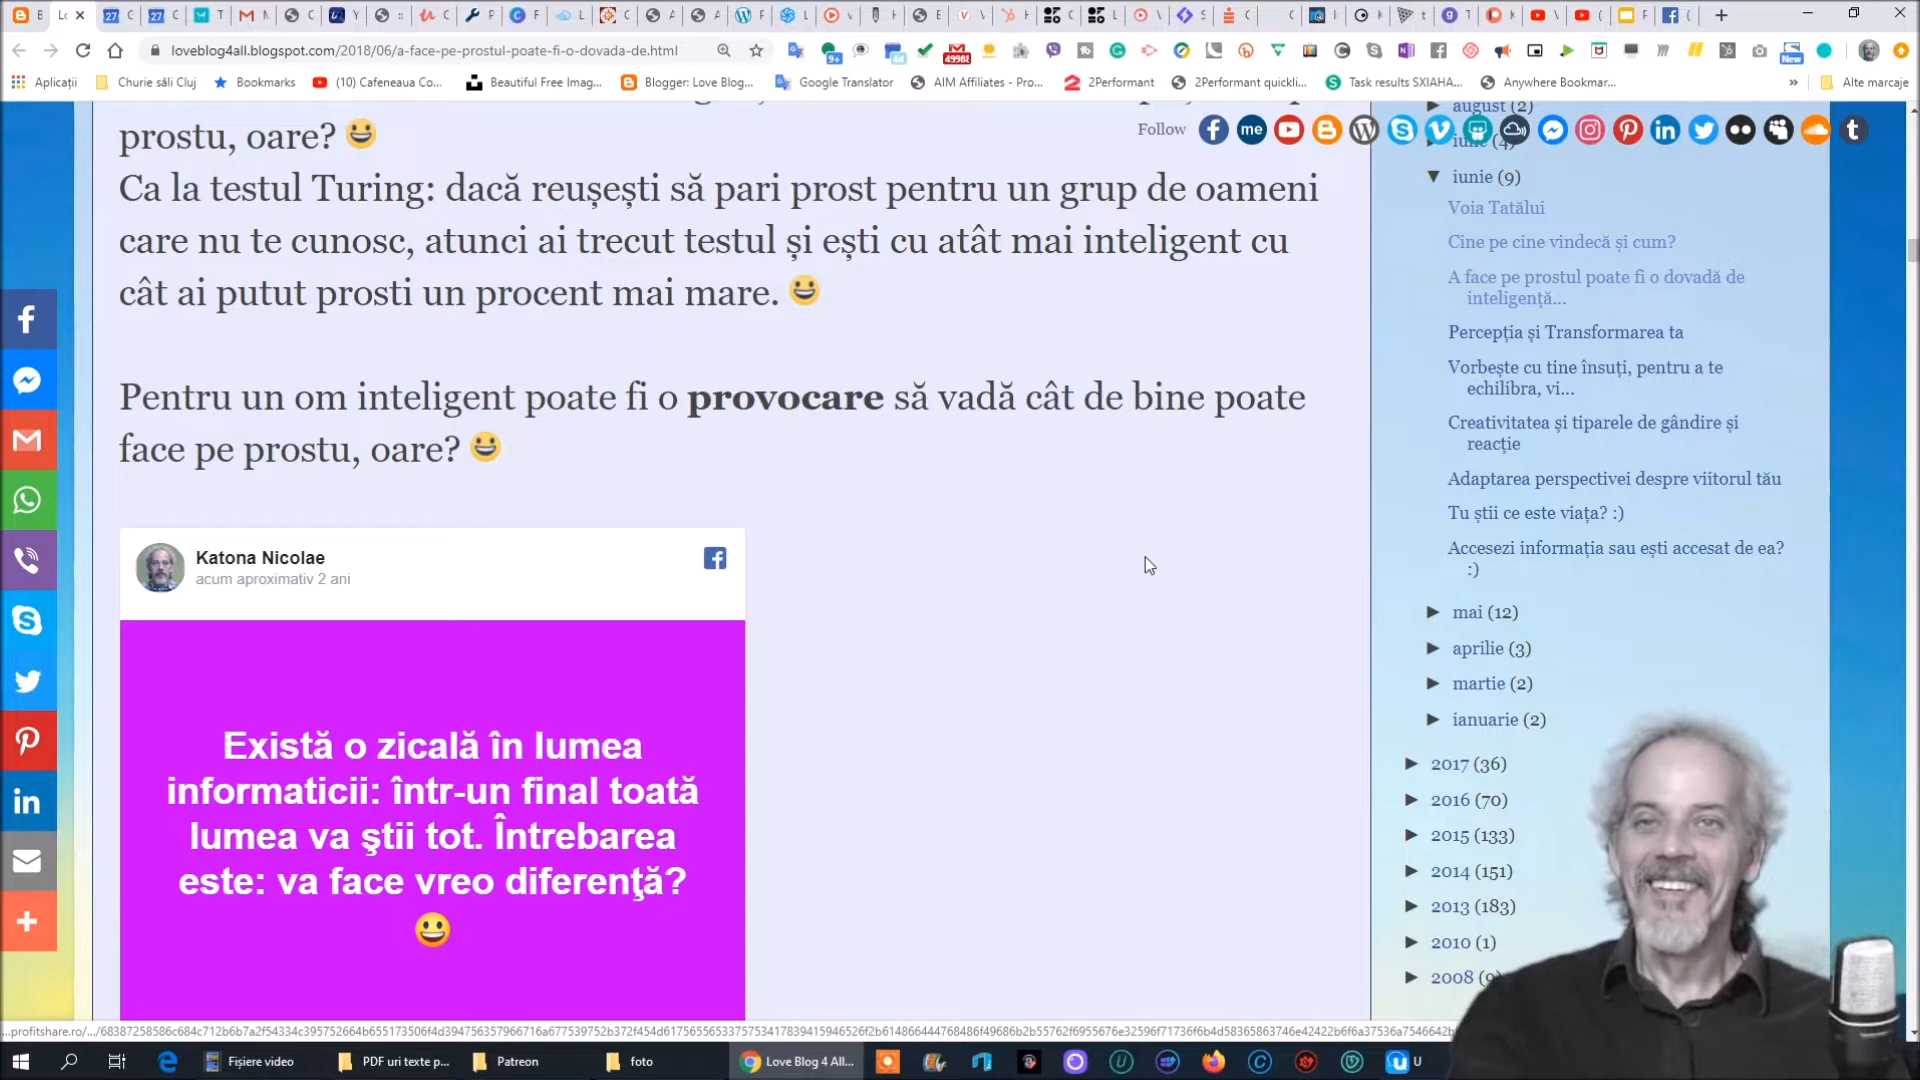 loveblog4all.blogspot.com/2018/06/a-face-pe-prostul-poate-fi-o-dovada-de.html
Aplicații
Churie săli Cluj
Bookmarks
(10) Cafeneaua Co...
Beautiful Free Imag...
Blogger: Love Blog...
Google Translator
AIM Affiliates - Pro...
2Performant
2Performant quickli...
Task results SXIAHA...
Anywhere Bookmar...
»
Alte marcaje
prostu, oare? 😀
Ca la testul Turing: dacă reușești să pari prost pentru un grup de oameni
care nu te cunosc, atunci ai trecut testul și ești cu atât mai inteligent cu
cât ai putut prosti un procent mai mare. 😀
Pentru un om inteligent poate fi o provocare să vadă cât de bine poate
face pe prostu, oare? 😀
Katona Nicolae
acum aproximativ 2 ani
Există o zicală în lumea
informaticii: într-un final toată
lumea va ştii tot. Întrebarea
este: va face vreo diferenţă?
😀
Follow
august (2)
► iulie (4)
▼ iunie (9)
Voia Tatălui
Cine pe cine vindecă și cum?
A face pe prostul poate fi o dovadă de
inteligență...
Percepția și Transformarea ta
Vorbește cu tine însuți, pentru a te
echilibra, vi...
Creativitatea și tiparele de gândire și
reacție
Adaptarea perspectivei despre viitorul tău
Tu știi ce este viața? :)
Accesezi informația sau ești accesat de ea?
:)
► mai (12)
► aprilie (3)
► martie (2)
► ianuarie (2)
► 2017 (36)
► 2016 (70)
► 2015 (133)
► 2014 (151)
► 2013 (183)
► 2010 (1)
► 2008 (9)
Fișiere video
PDF uri texte p...
Patreon
foto
Love Blog 4 All...
U